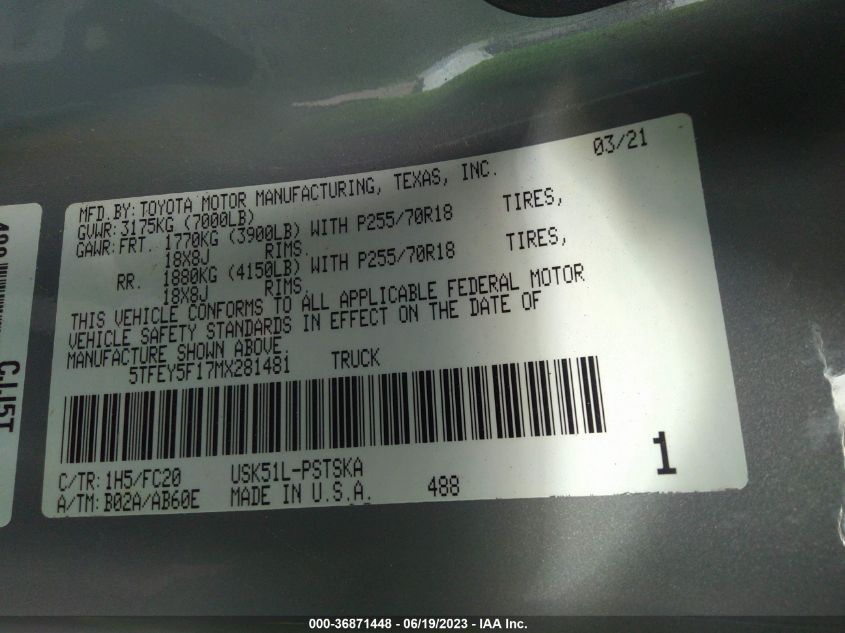 03/21
MFD.BY: TOYOTA MOTOR MANUFACTURING, TEXAS, INC.
GVWR: 3175KG (7000LB)
GAWR: FRT. 1770KG (3900LB) WITH P255/70R18 TIRES,
18X8J RIMS.
RR. 1880KG (4150LB) WITH P255/70R18 TIRES,
18X8J RIMS.
THIS VEHICLE CONFORMS TO ALL APPLICABLE FEDERAL MOTOR
VEHICLE SAFETY STANDARDS IN EFFECT ON THE DATE OF
MANUFACTURE SHOWN ABOVE.
5TFEY5F17MX281481 TRUCK
C/TR: 1H5/FC20 USK51L-PSTSKA
A/TM: B02A/AB60E MADE IN U.S.A. 488
1
000-36871448 - 06/19/2023 - IAA Inc.